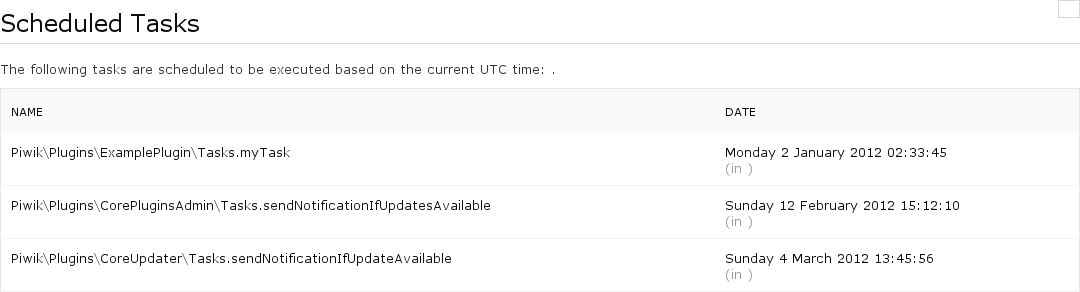 Scheduled Tasks
The following tasks are scheduled to be executed based on the current UTC time: .
NAME DATE
Piwik\Plugins\ExamplePlugin\Tasks.myTask Monday 2 January 2012 02:33:45
(in )
Piwik\Plugins\CorePluginsAdmin\Tasks.sendNotificationIfUpdatesAvailable Sunday 12 February 2012 15:12:10
(in )
Piwik\Plugins\CoreUpdater\Tasks.sendNotificationIfUpdateAvailable Sunday 4 March 2012 13:45:56
(in )